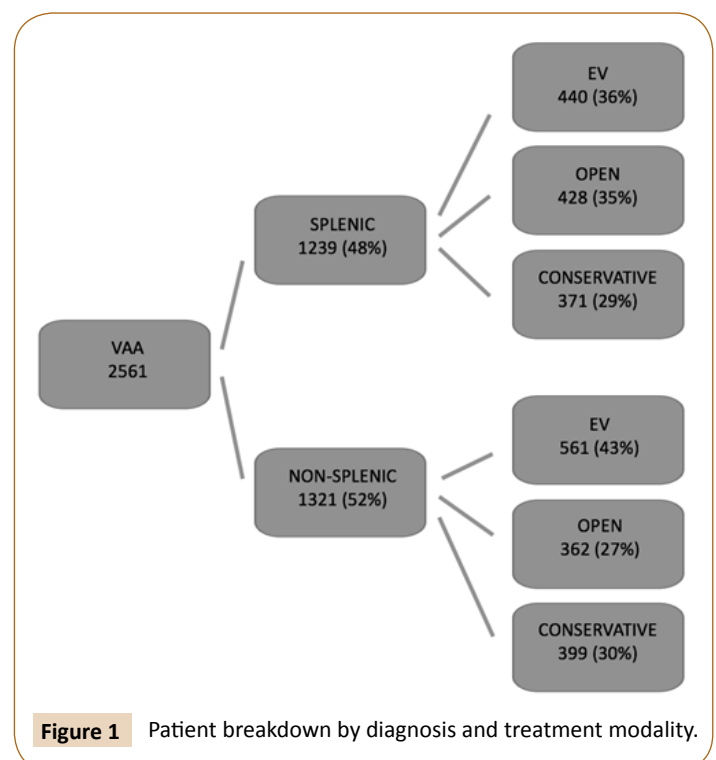 VAA
2561
SPLENIC
1239 (48%)
EV
440 (36%)
OPEN
428 (35%)
CONSERVATIVE
371 (29%)
NON-SPLENIC
1321 (52%)
EV
561 (43%)
OPEN
362 (27%)
CONSERVATIVE
399 (30%)
Figure 1 Patient breakdown by diagnosis and treatment modality.